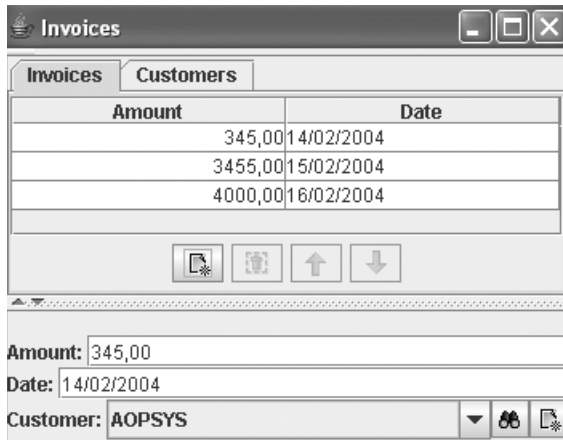 Invoices
Invoices Customers
Amount Date
345,00 14/02/2004
3455,00 15/02/2004
4000,00 16/02/2004
Amount: 345,00
Date: 14/02/2004
Customer: AOPSYS